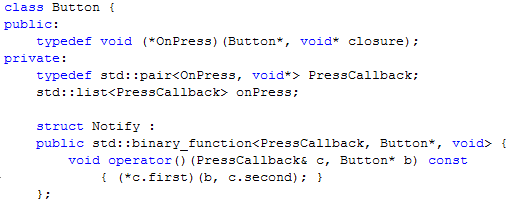 class Button {
public:
    typedef void (*OnPress)(Button*, void* closure);
private:
    typedef std::pair<OnPress, void*> PressCallback;
    std::list<PressCallback> onPress;

    struct Notify :
    public std::binary_function<PressCallback, Button*, void> {
        void operator()(PressCallback& c, Button* b) const
            { (*c.first)(b, c.second); }
    };